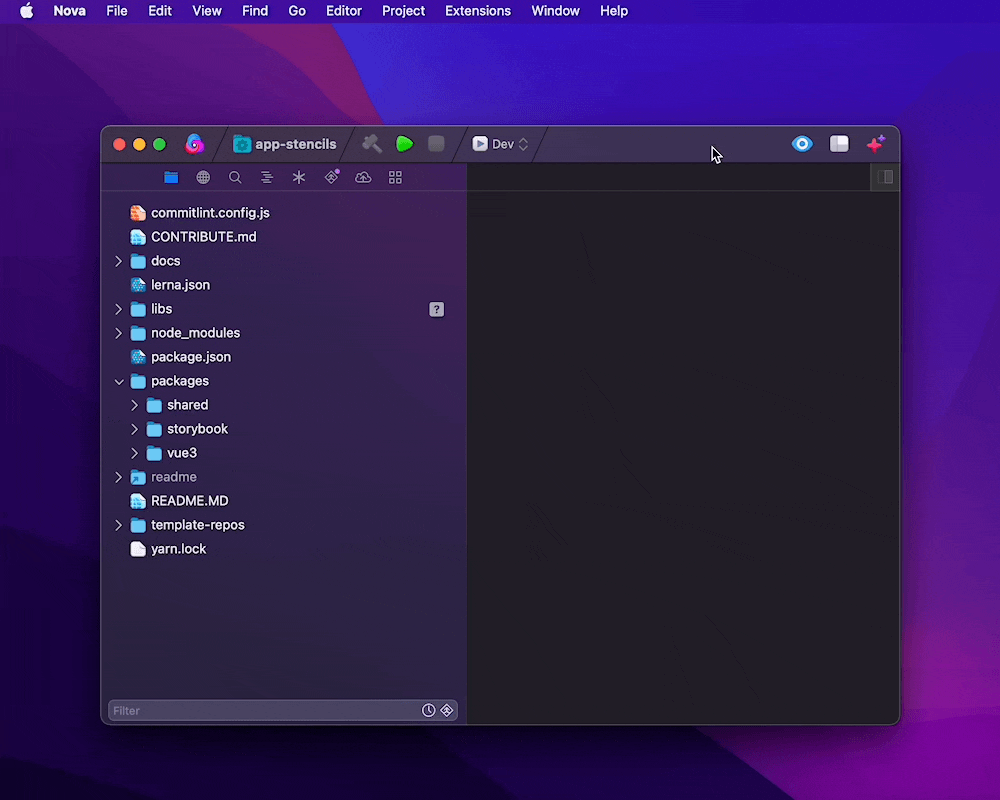 Nova File Edit View Find Go Editor Project Extensions Window Help
app-stencils Dev
commitlint.config.js
CONTRIBUTE.md
docs
lerna.json
libs ?
node_modules
package.json
packages
shared
storybook
vue3
readme
README.MD
template-repos
yarn.lock
Filter